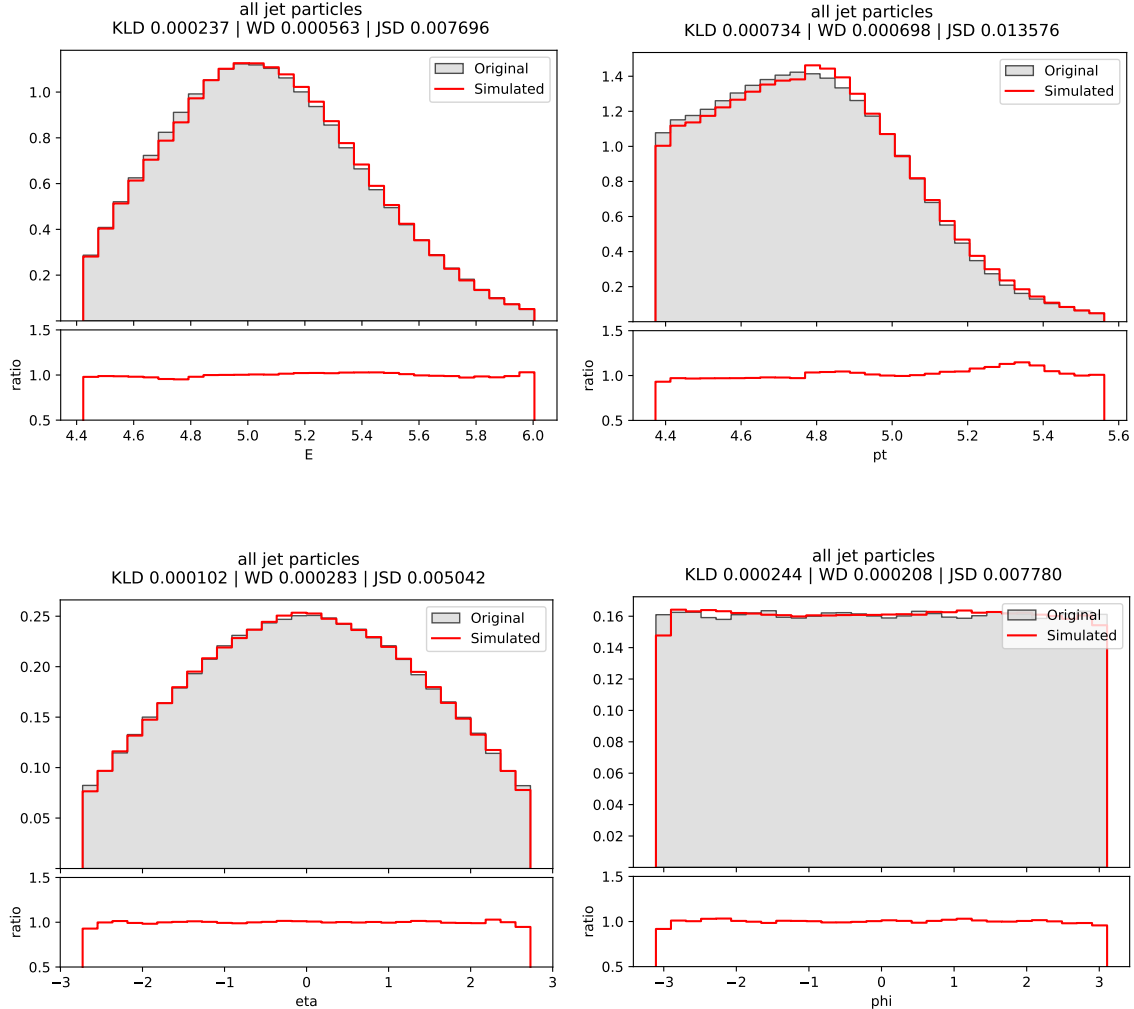 all jet particles
KLD 0.000237 | WD 0.000563 | JSD 0.007696
Original
Simulated
1.0
0.8
0.6
0.4
0.2
1.5
1.0
0.5
ratio
4.4 4.6 4.8 5.0 5.2 5.4 5.6 5.8 6.0
E
all jet particles
KLD 0.000734 | WD 0.000698 | JSD 0.013576
Original
Simulated
1.4
1.2
1.0
0.8
0.6
0.4
0.2
1.5
1.0
0.5
ratio
4.4 4.6 4.8 5.0 5.2 5.4 5.6
pt
all jet particles
KLD 0.000102 | WD 0.000283 | JSD 0.005042
Original
Simulated
0.25
0.20
0.15
0.10
0.05
1.5
1.0
0.5
ratio
−3 −2 −1 0 1 2 3
eta
all jet particles
KLD 0.000244 | WD 0.000208 | JSD 0.007780
Original
Simulated
0.16
0.14
0.12
0.10
0.08
0.06
0.04
0.02
1.5
1.0
0.5
ratio
−3 −2 −1 0 1 2 3
phi